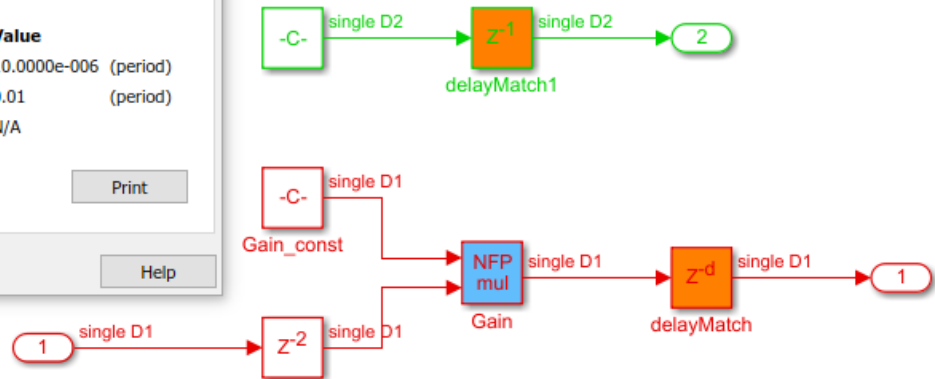 Value
0.0000e-006 (period)
.01 (period)
N/A
Print
Help
-C-
single D2
Z-1
single D2
2
delayMatch1
-C-
single D1
Gain_const
NFP
mul
single D1
Gain
Z-d
single D1
delayMatch
1
1
single D1
Z-2
single D1